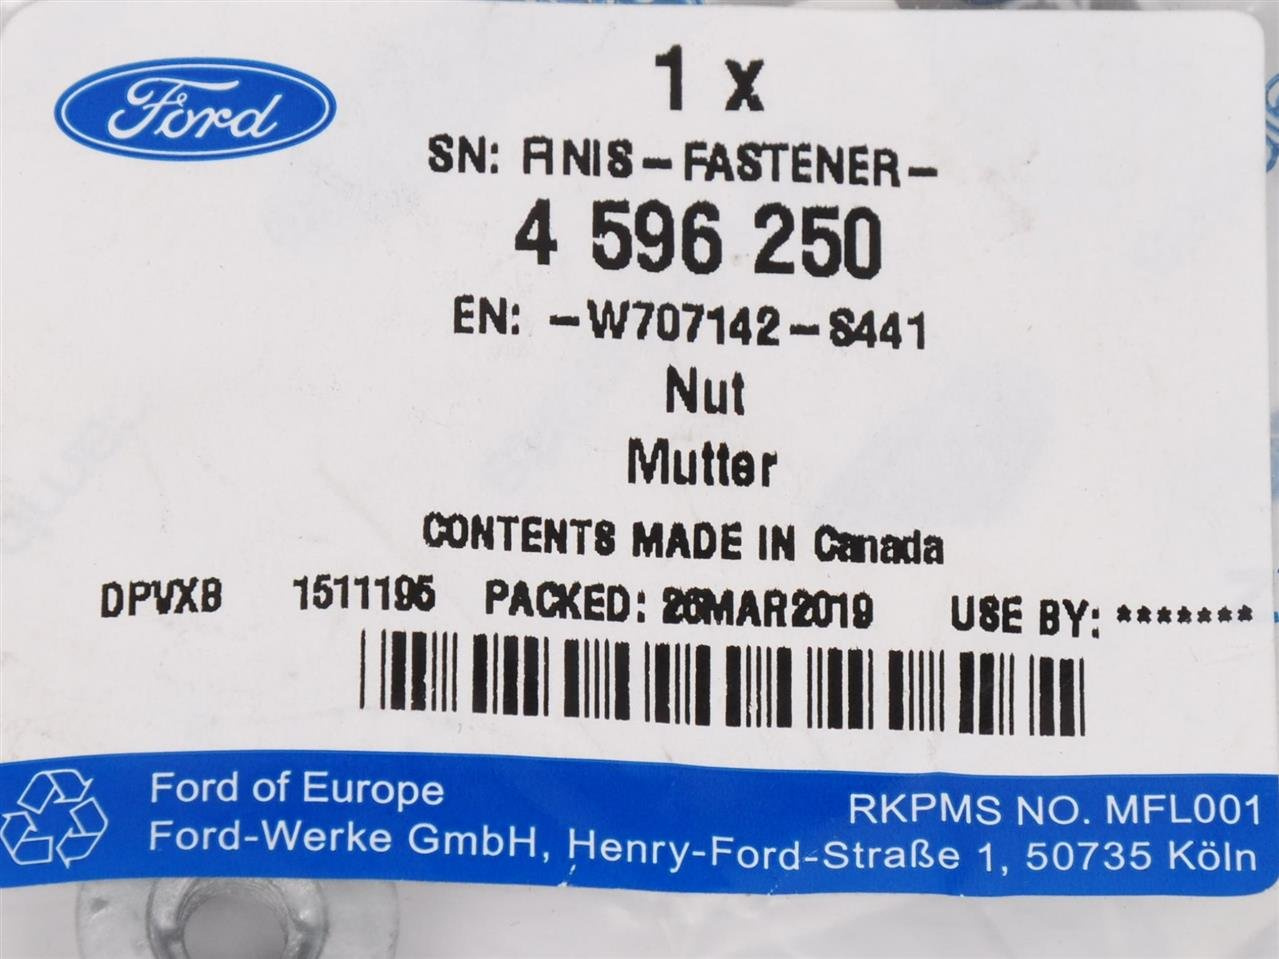 Ford
1 x
SN: FINIS-FASTENER-
4 596 250
EN: -W707142-S441
Nut
Mutter
CONTENTS MADE IN Canada
DPVXB 1511195 PACKED: 26MAR2019 USE BY: *******
Ford of Europe
RKPMS NO. MFL001
Ford-Werke GmbH, Henry-Ford-Straße 1, 50735 Köln